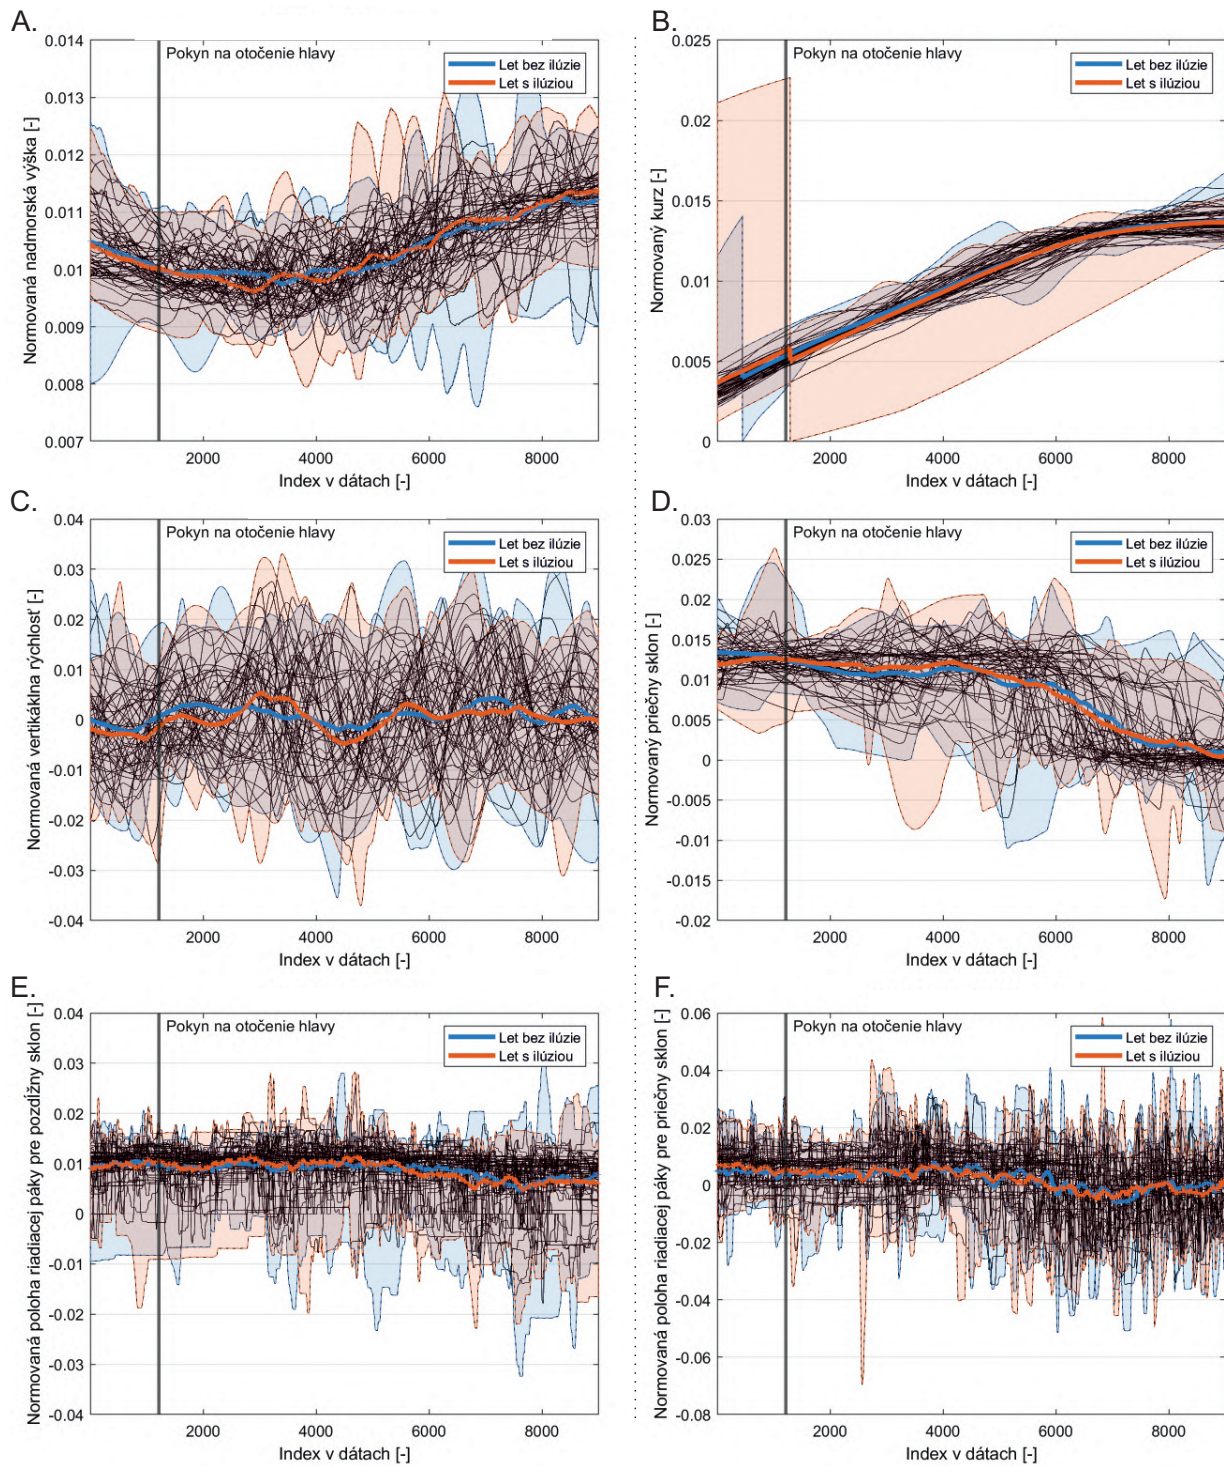 A.
0.014
0.013
0.012
0.011
0.01
0.009
0.008
0.007
Normovaná nadmorská výška [-]
Pokyn na otočenie hlavy
Let bez ilúzie
Let s ilúziou
2000 4000 6000 8000
Index v dátach [-]
B.
0.025
0.02
0.015
0.01
0.005
0
Normovaný kurz [-]
Pokyn na otočenie hlavy
Let bez ilúzie
Let s ilúziou
2000 4000 6000 8000
Index v dátach [-]
C.
0.04
0.03
0.02
0.01
0
-0.01
-0.02
-0.03
-0.04
Normovaná vertikálna rýchlosť [-]
Pokyn na otočenie hlavy
Let bez ilúzie
Let s ilúziou
2000 4000 6000 8000
Index v dátach [-]
D.
0.03
0.025
0.02
0.015
0.01
0.005
0
-0.005
-0.01
-0.015
-0.02
Normovaný priečny sklon [-]
Pokyn na otočenie hlavy
Let bez ilúzie
Let s ilúziou
2000 4000 6000 8000
Index v dátach [-]
E.
0.04
0.03
0.02
0.01
0
-0.01
-0.02
-0.03
-0.04
Normovaná poloha riadiacej páky pre pozdĺžny sklon [-]
Pokyn na otočenie hlavy
Let bez ilúzie
Let s ilúziou
2000 4000 6000 8000
Index v dátach [-]
F.
0.06
0.04
0.02
0
-0.02
-0.04
-0.06
-0.08
Normovaná poloha riadiacej páky pre priečny sklon [-]
Pokyn na otočenie hlavy
Let bez ilúzie
Let s ilúziou
2000 4000 6000 8000
Index v dátach [-]